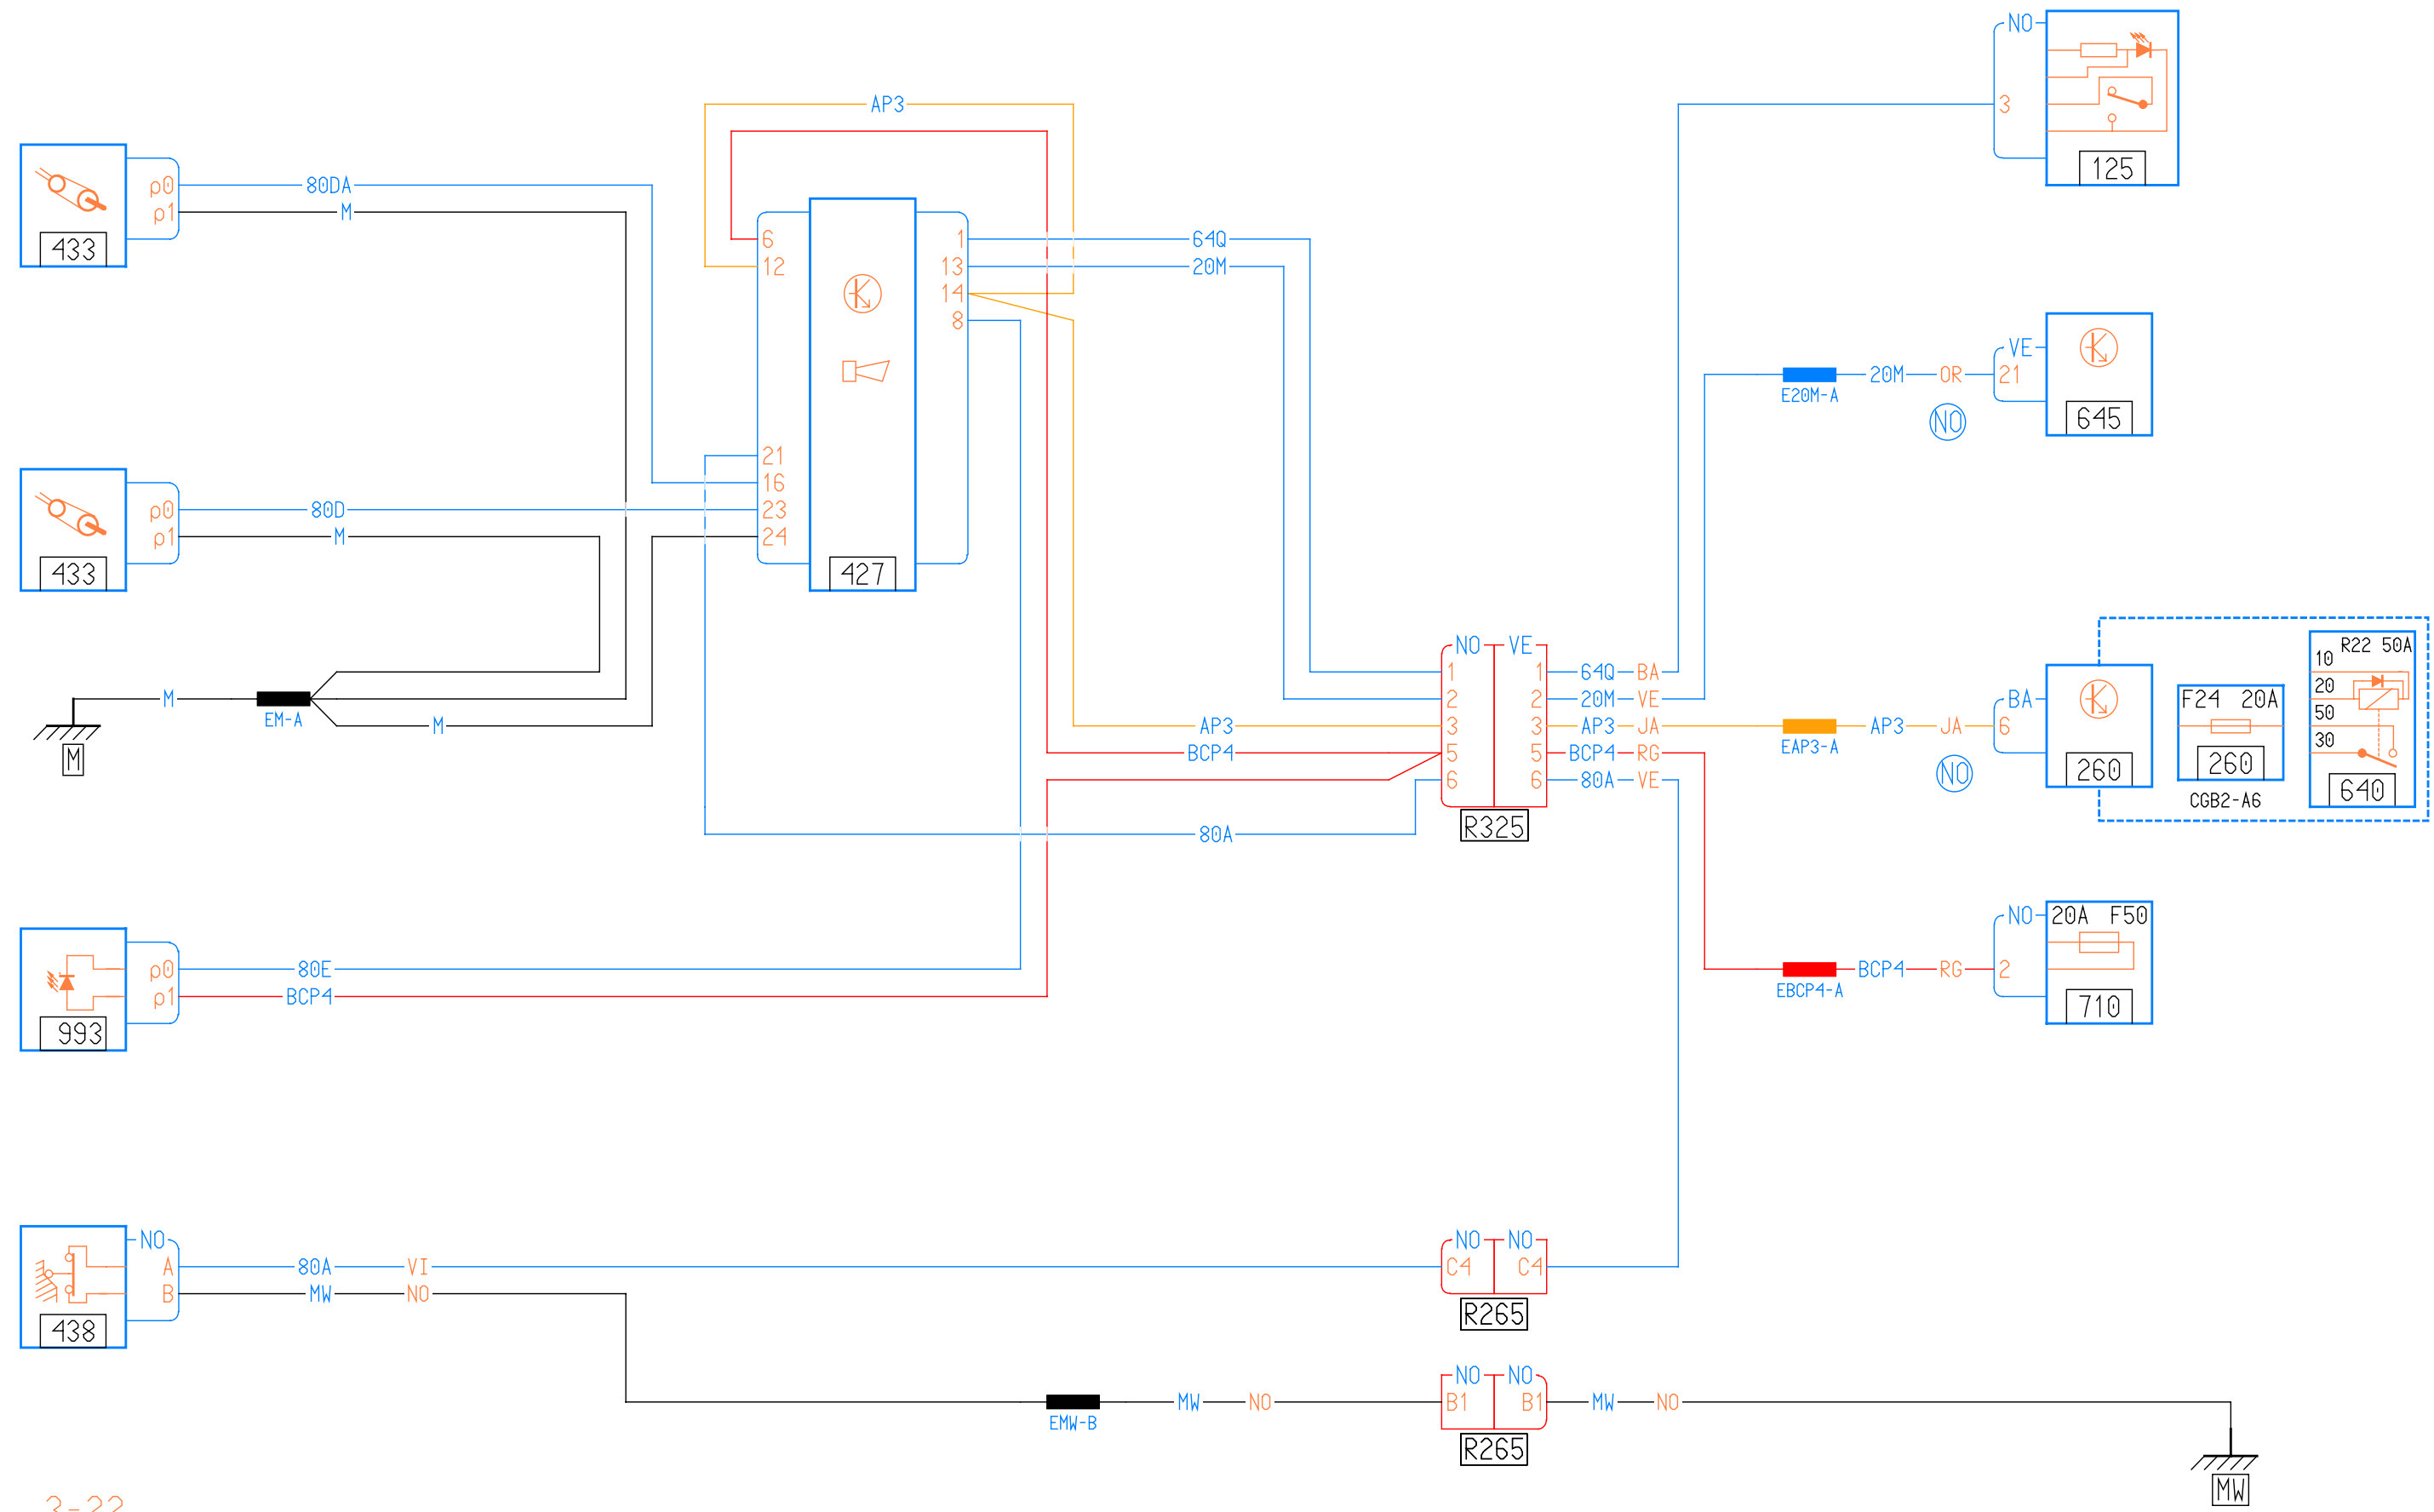 NO
3
125
AP3
p0 80DA
p1 M
433
6 1 64Q
12 13 20M
14
8
VE
E20M-A 20M OR 21
NO
645
21
16
p0 80D 23
p1 M 24
433
427
NO VE
1 1 64Q BA
M EM-A 2 2 20M VE
M AP3 3 3 AP3 JA EAP3-A AP3 JA 6
BCP4 5 5 BCP4 RG
6 6 80A VE
M
R325
80A
BA
NO
260
F24 20A
260
CGB2-A6
R22 50A
10
20
50
30
640
NO 20A F50
p0 80E EBCP4-A BCP4 RG 2
p1 BCP4
993
710
NO NO NO
A 80A VI C4 C4
B MW NO
438
R265
NO NO
EMW-B MW NO B1 B1 MW NO
R265
MW
3-22